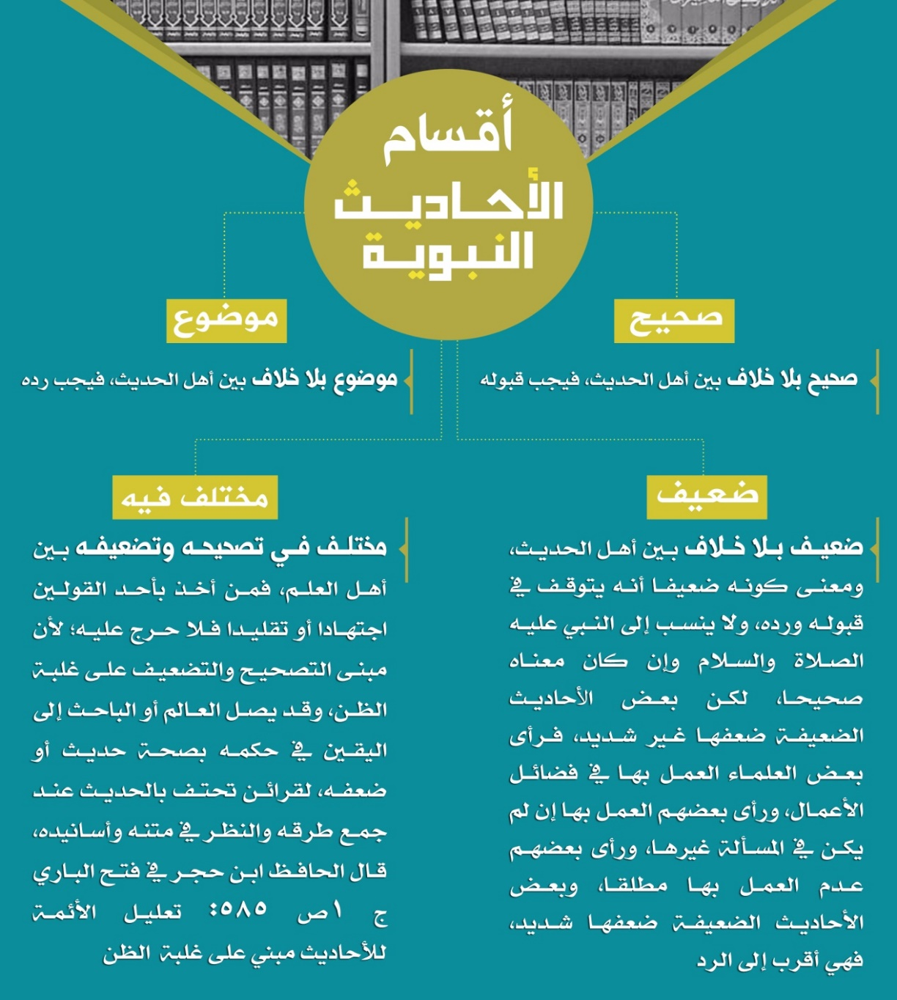 أقسام
الأحاديث
النبوية
صحيح
صحيح بلا خلاف بين أهل الحديث، فيجب قبوله
موضوع
موضوع بلا خلاف بين أهل الحديث، فيجب رده
ضعيف
ضعيف بلا خلاف بين أهل الحديث،
ومعنى كونه ضعيفا أنه يتوقف في
قبوله ورده، ولا ينسب إلى النبي عليه
الصلاة والسلام وإن كان معناه
صحيحا، لكن بعض الأحاديث
الضعيفة ضعفها غير شديد، فرأى
بعض العلماء العمل بها في فضائل
الأعمال، ورأى بعضهم العمل بها إن لم
يكن في المسألة غيرها، ورأى بعضهم
عدم العمل بها مطلقا، وبعض
الأحاديث الضعيفة ضعفها شديد،
فهي أقرب إلى الرد
مختلف فيه
مختلف في تصحيحه وتضعيفه بين
أهل العلم، فمن أخذ بأحد القولين
اجتهادا أو تقليدا فلا حرج عليه؛ لأن
مبنى التصحيح والتضعيف على غلبة
الظن، وقد يصل العالم أو الباحث إلى
اليقين في حكمه بصحة حديث أو
ضعفه، لقرائن تحتف بالحديث عند
جمع طرقه والنظر في متنه وأسانيده،
قال الحافظ ابن حجر في فتح الباري
ج ١ ص ٥٨٥: تعليل الأئمة
للأحاديث مبني على غلبة الظن